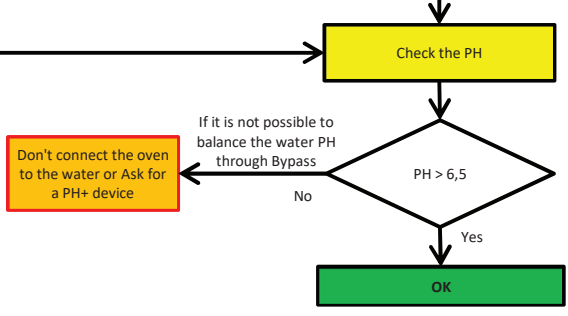 Check the PH
If it is not possible to
balance the water PH
through Bypass
Don't connect the oven
to the water or Ask for
a PH+ device
PH > 6,5
No
Yes
OK